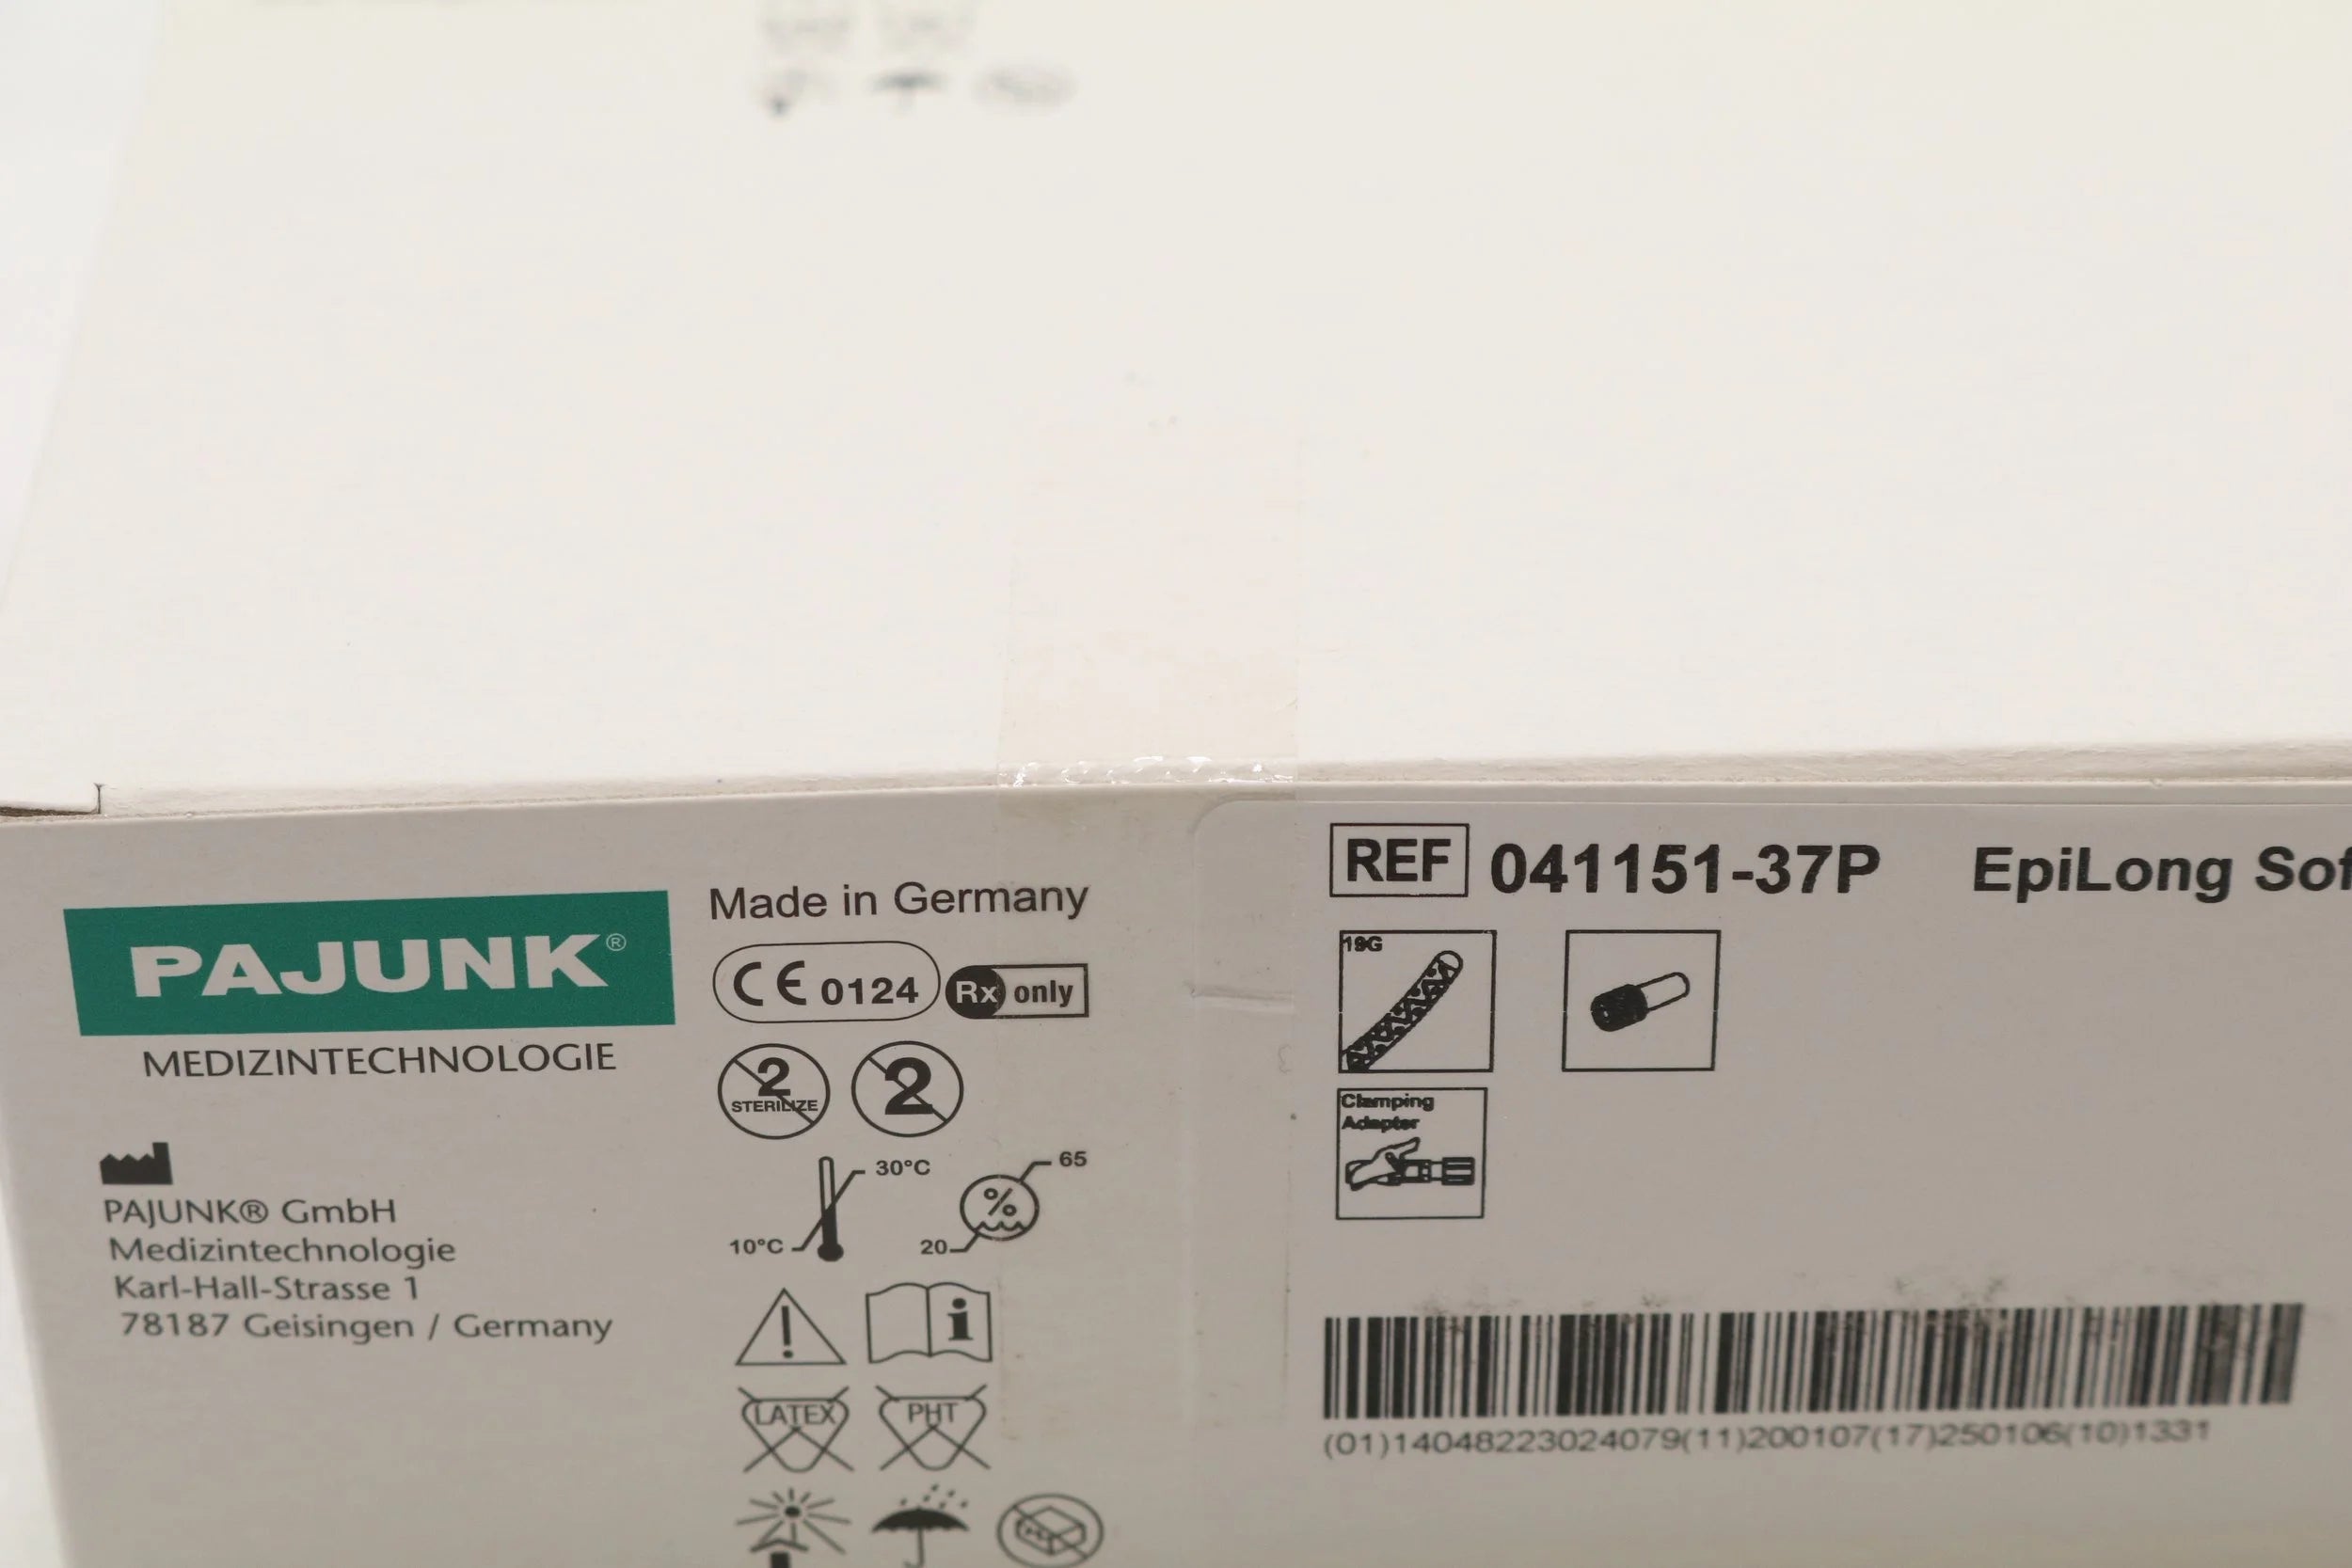 PAJUNK®
MEDIZINTECHNOLOGIE
PAJUNK® GmbH
Medizintechnologie
Karl-Hall-Strasse 1
78187 Geisingen / Germany
Made in Germany
CE 0124 Rx only
2 STERILIZE 2
30°C
10°C
65
%
20
LATEX PHT
REF 041151-37P EpiLong Sof
19G
Clamping
Adapter
(01)14048223024079(11)200107(17)250106(10)1331